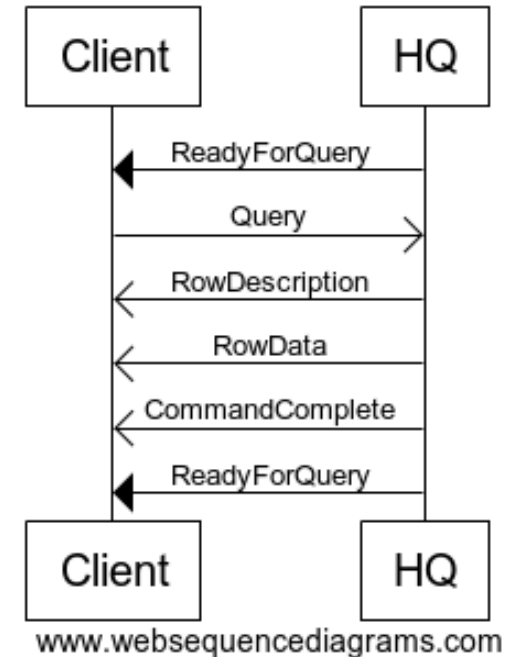 Client HQ
ReadyForQuery
Query
RowDescription
RowData
CommandComplete
ReadyForQuery
Client HQ
www.websequencediagrams.com